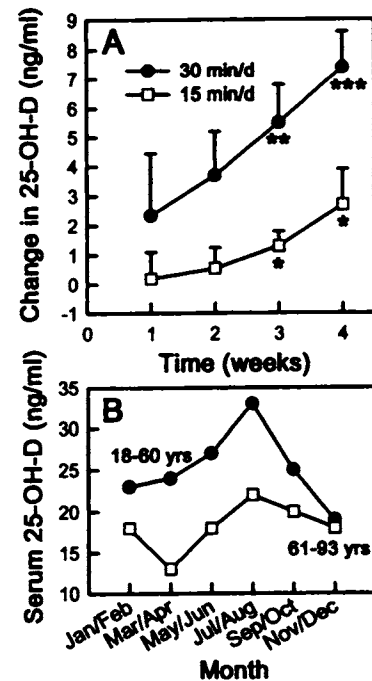 A
Change in 25-OH-D (ng/ml)
9
8
7
6
5
4
3
2
1
0
-1
30 min/d
15 min/d
***
**
*
*
0 1 2 3 4
Time (weeks)
B
Serum 25-OH-D (ng/ml)
35
30
25
20
15
10
18-60 yrs
61-93 yrs
Jan/Feb
Mar/Apr
May/Jun
Jul/Aug
Sep/Oct
Nov/Dec
Month